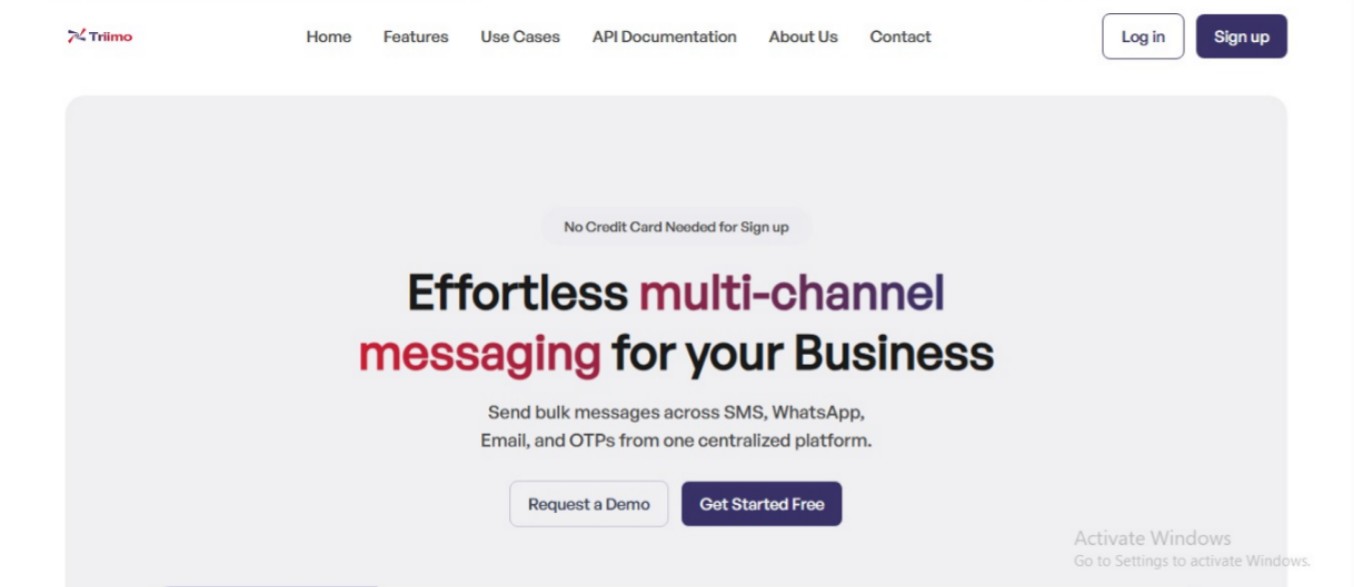 Triimo
Home Features Use Cases API Documentation About Us Contact
Log in Sign up
No Credit Card Needed for Sign up
Effortless multi-channel
messaging for your Business
Send bulk messages across SMS, WhatsApp,
Email, and OTPs from one centralized platform.
Request a Demo Get Started Free
Activate Windows
Go to Settings to activate Windows.